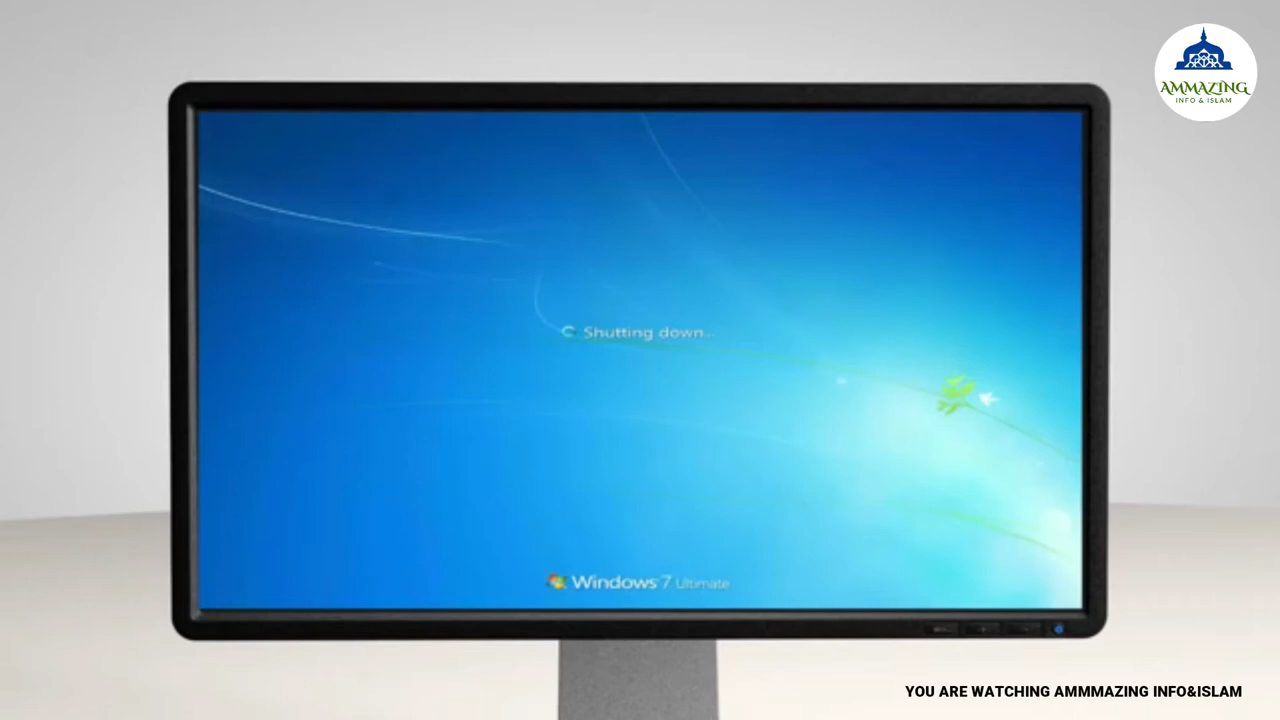 AMMAZING
INFO & ISLAM
Shutting down...
Windows 7 Ultimate
YOU ARE WATCHING AMMMAZING INFO&ISLAM